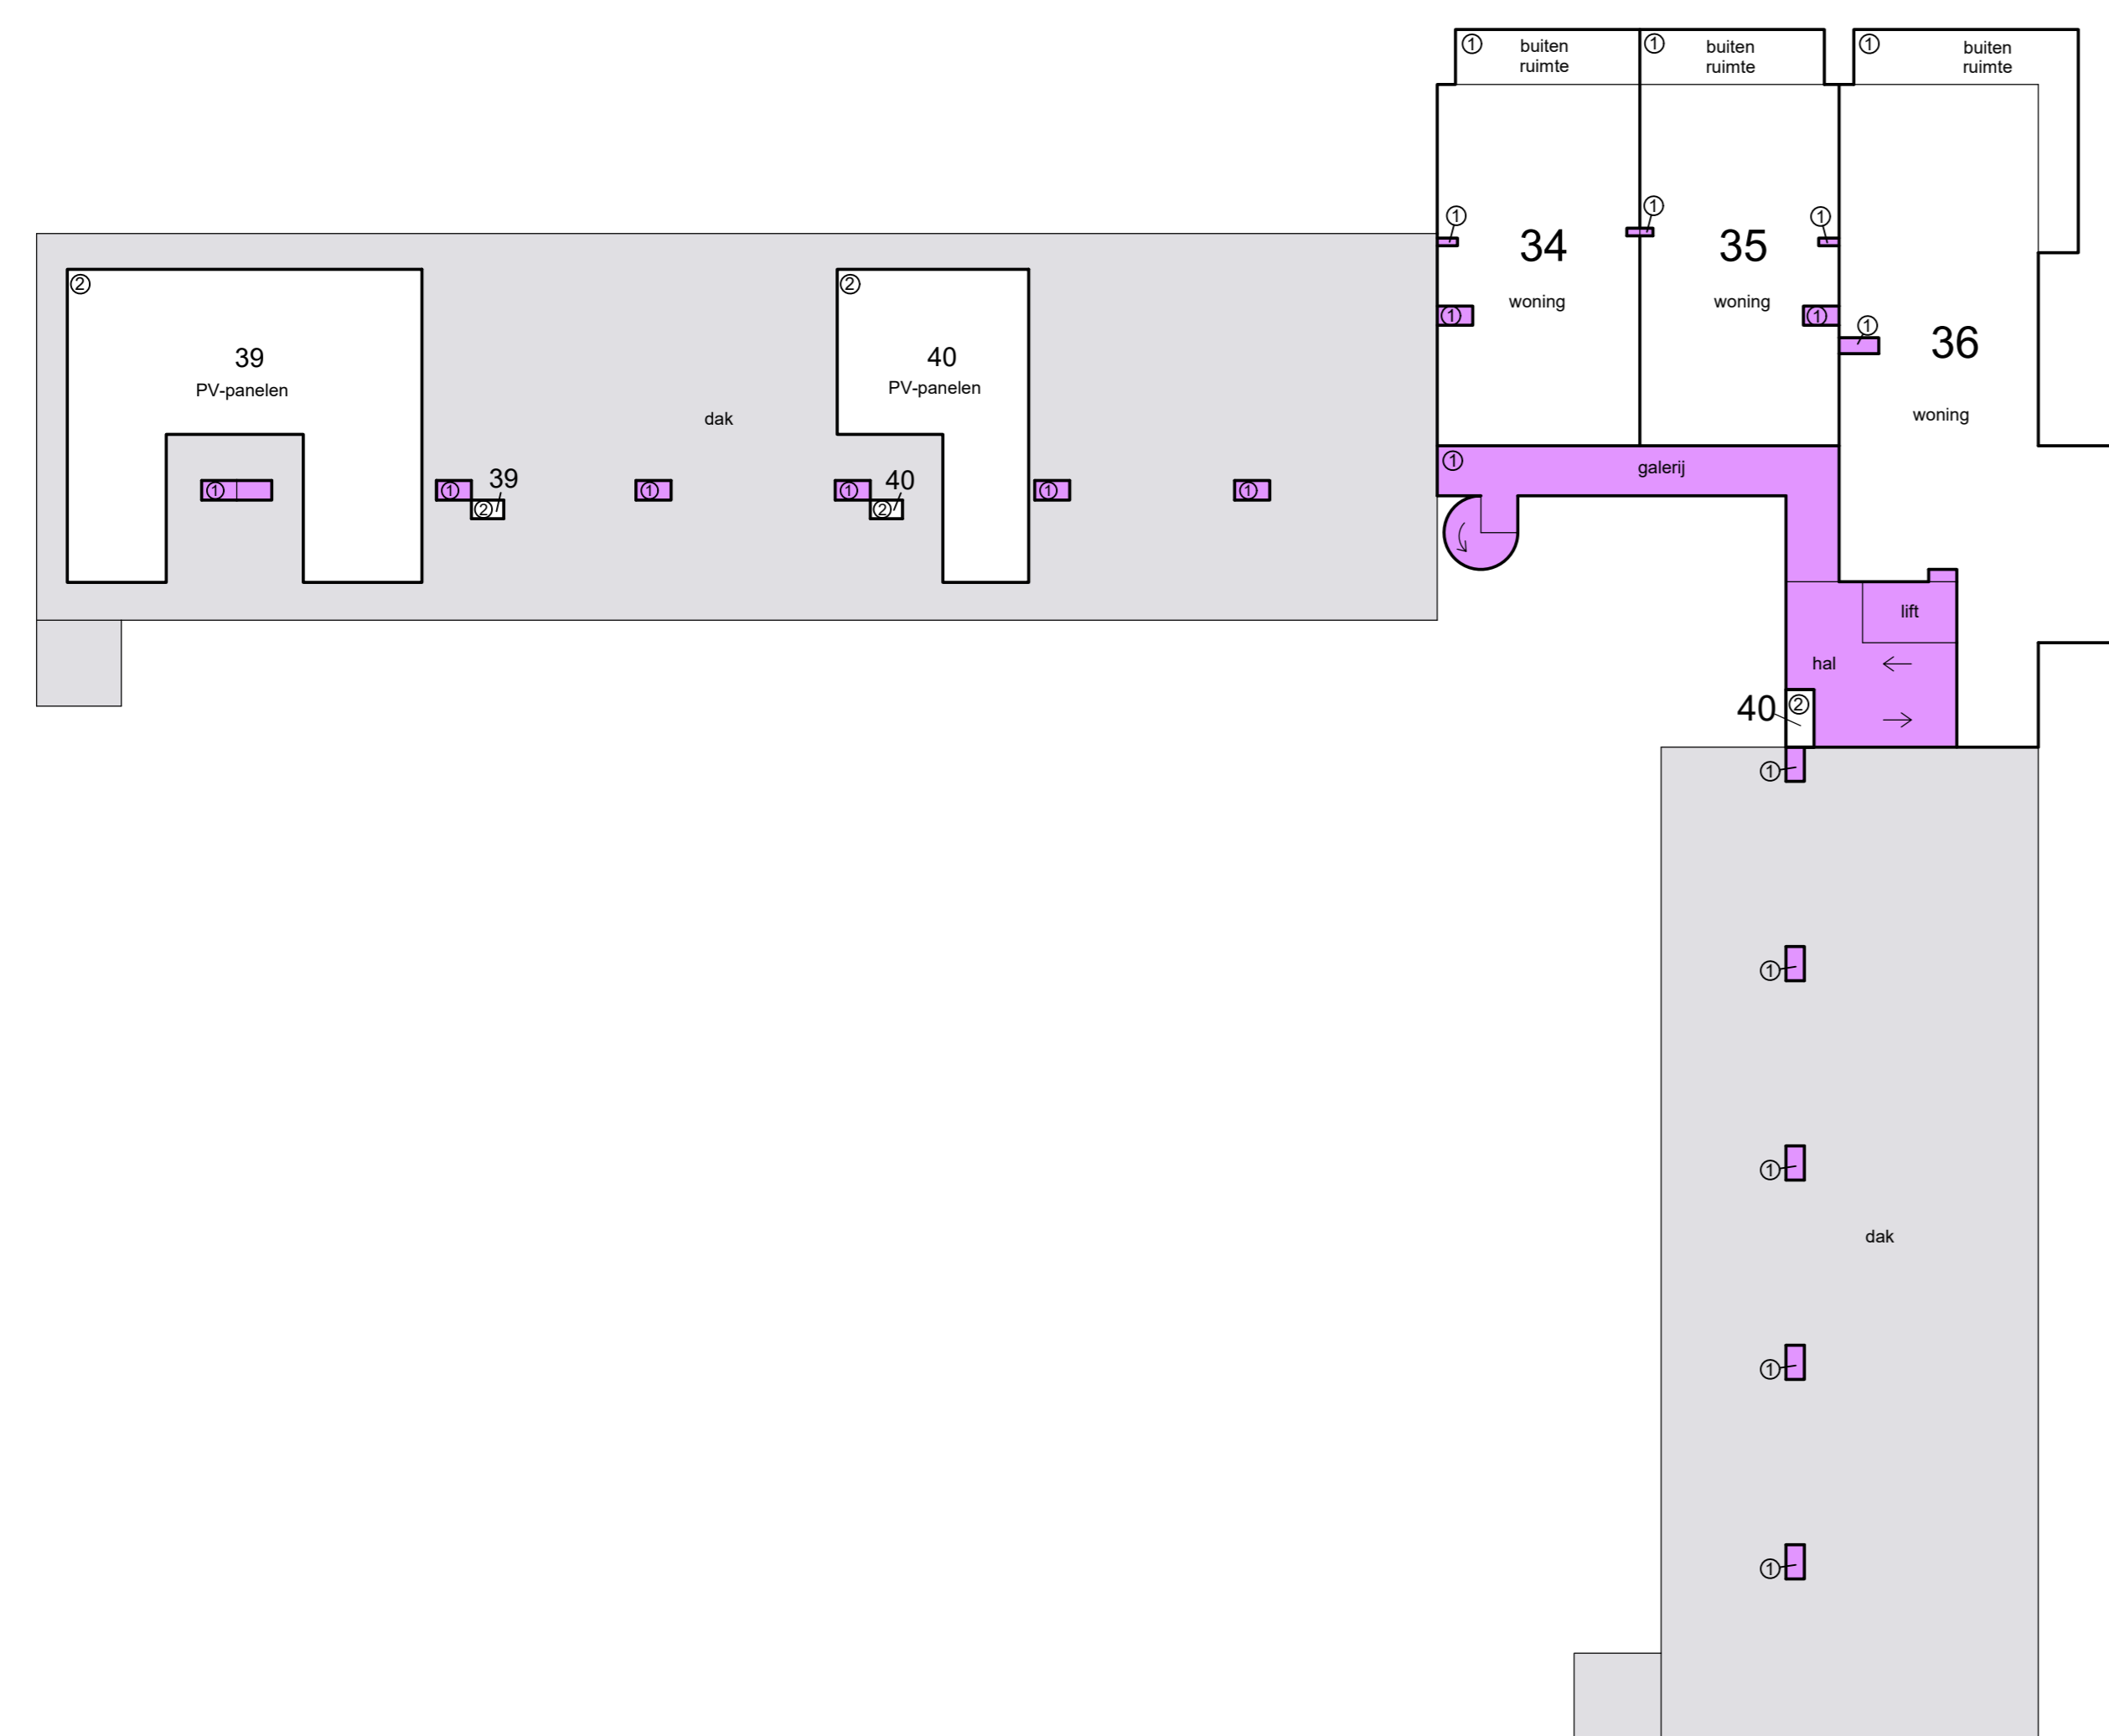 ① buiten
ruimte
① buiten
ruimte
① buiten
ruimte
①
①
①
34
woning
35
woning
36
woning
①
①
①
②
39
PV-panelen
②
40
PV-panelen
dak
① galerij
①
① 39
②
①
① 40
②
①
①
lift
hal
40 ②
①
①
①
dak
①
①